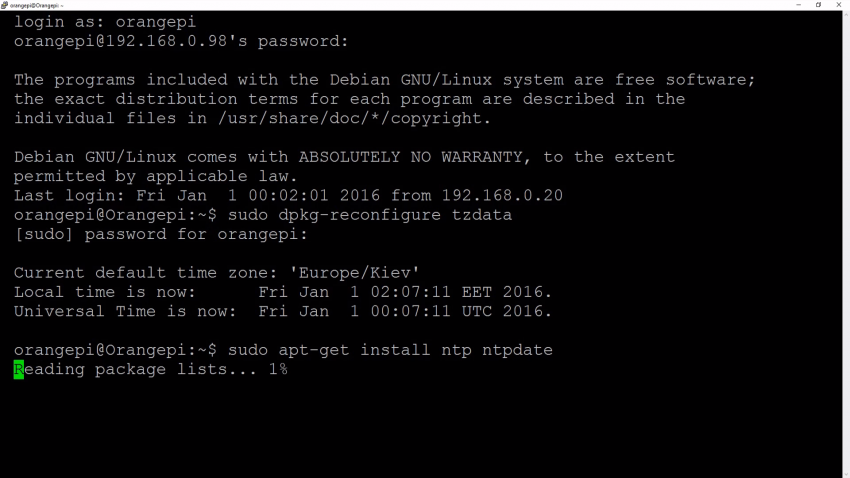 orangepi@Orangepi: ~
login as: orangepi
orangepi@192.168.0.98's password:
The programs included with the Debian GNU/Linux system are free software;
the exact distribution terms for each program are described in the
individual files in /usr/share/doc/*/copyright.
Debian GNU/Linux comes with ABSOLUTELY NO WARRANTY, to the extent
permitted by applicable law.
Last login: Fri Jan  1 00:02:01 2016 from 192.168.0.20
orangepi@Orangepi:~$ sudo dpkg-reconfigure tzdata
[sudo] password for orangepi:
Current default time zone: 'Europe/Kiev'
Local time is now:      Fri Jan  1 02:07:11 EET 2016.
Universal Time is now:  Fri Jan  1 00:07:11 UTC 2016.
orangepi@Orangepi:~$ sudo apt-get install ntp ntpdate
Reading package lists... 1%